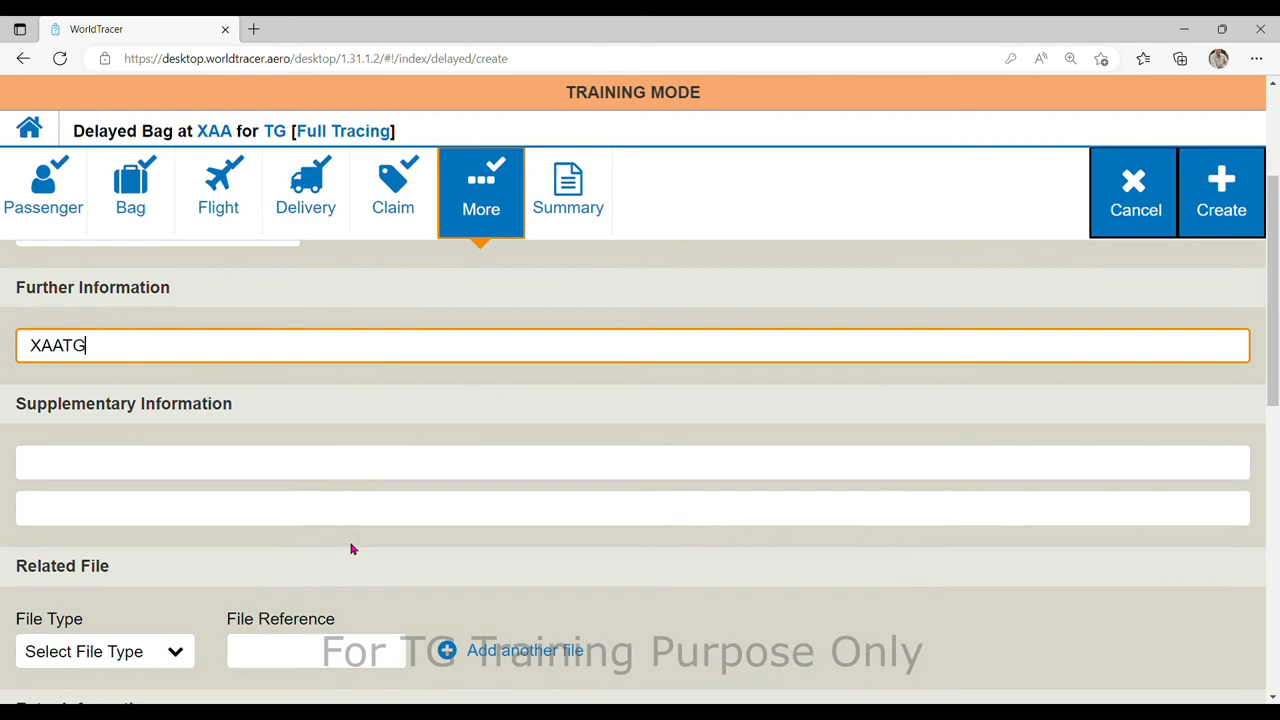 WorldTracer
https://desktop.worldtracer.aero/desktop/1.31.1.2/#!/index/delayed/create
TRAINING MODE
Delayed Bag at XAA for TG [Full Tracing]
Passenger
Bag
Flight
Delivery
Claim
More
Summary
Cancel
Create
Further Information
XAATG
Supplementary Information
Related File
File Type
File Reference
Select File Type
Add another file
For TG Training Purpose Only